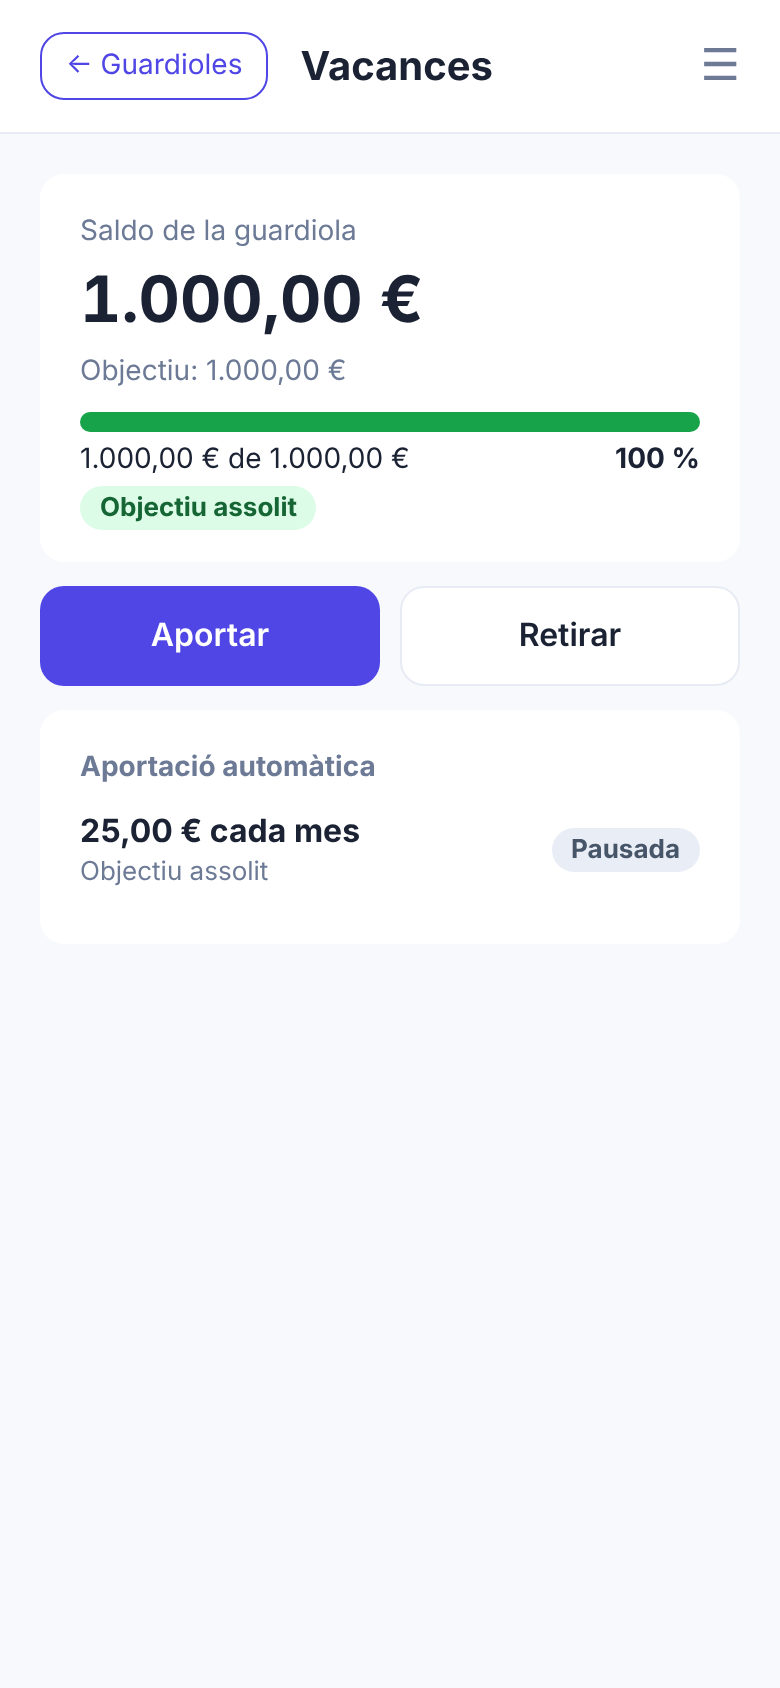 ← Guardioles
Vacances
Saldo de la guardiola
1.000,00 €
Objectiu: 1.000,00 €
1.000,00 € de 1.000,00 €
100 %
Objectiu assolit
Aportar
Retirar
Aportació automàtica
25,00 € cada mes
Objectiu assolit
Pausada